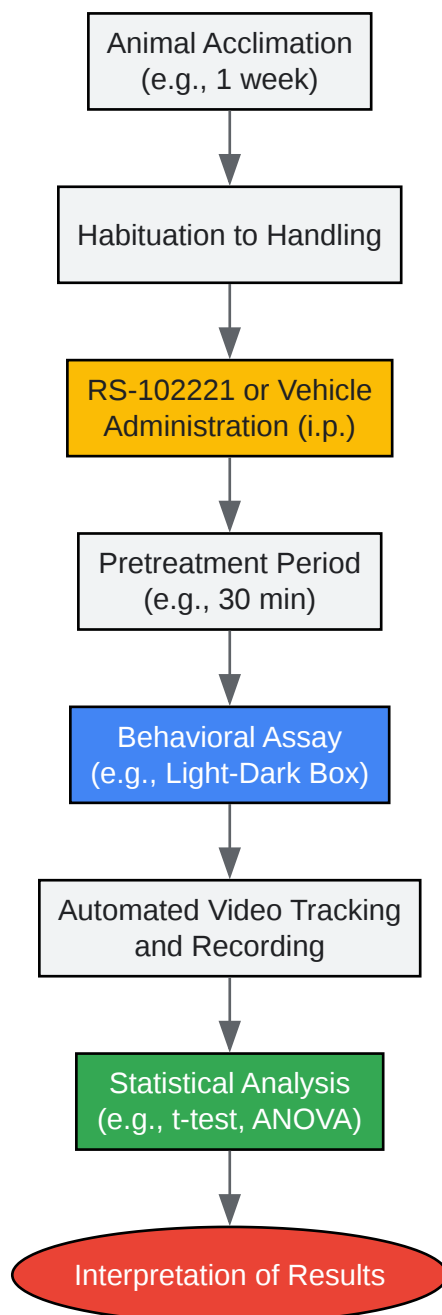 Animal Acclimation
(e.g., 1 week)
Habituation to Handling
RS-102221 or Vehicle
Administration (i.p.)
Pretreatment Period
(e.g., 30 min)
Behavioral Assay
(e.g., Light-Dark Box)
Automated Video Tracking
and Recording
Statistical Analysis
(e.g., t-test, ANOVA)
Interpretation of Results